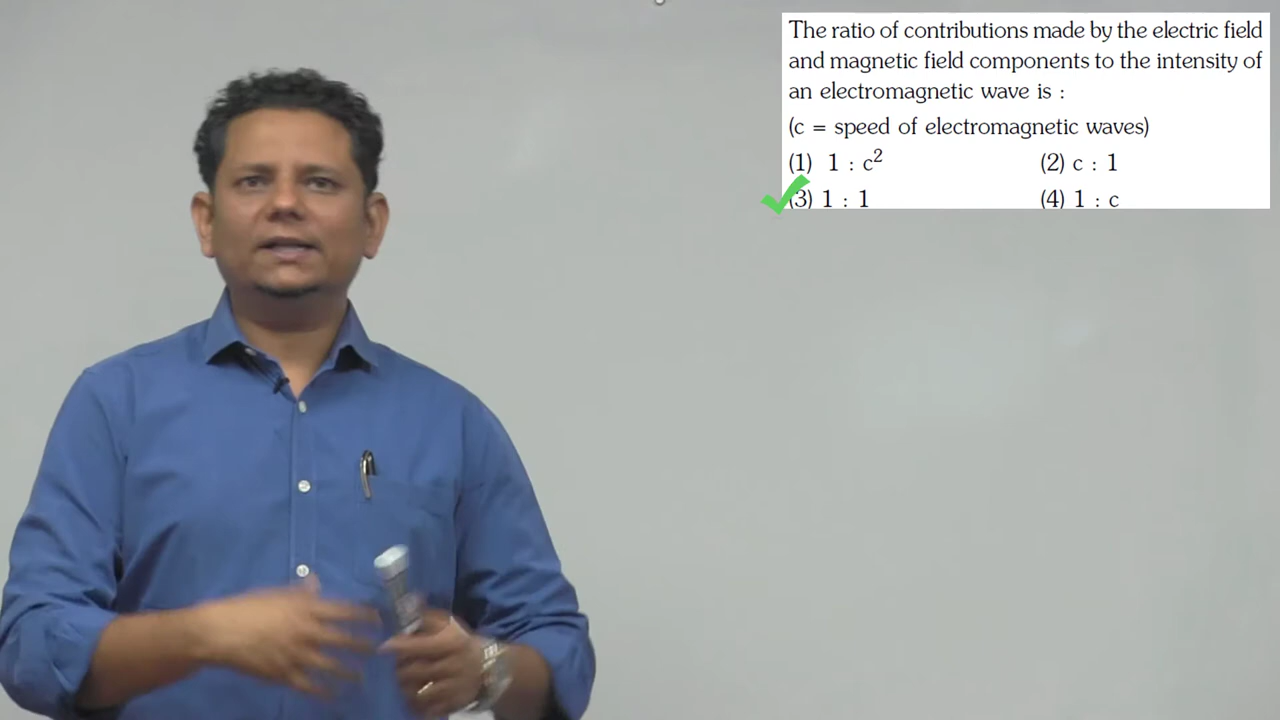 The ratio of contributions made by the electric field
and magnetic field components to the intensity of
an electromagnetic wave is :
(c = speed of electromagnetic waves)
(1) 1 : c² (2) c : 1
(3) 1 : 1 (4) 1 : c